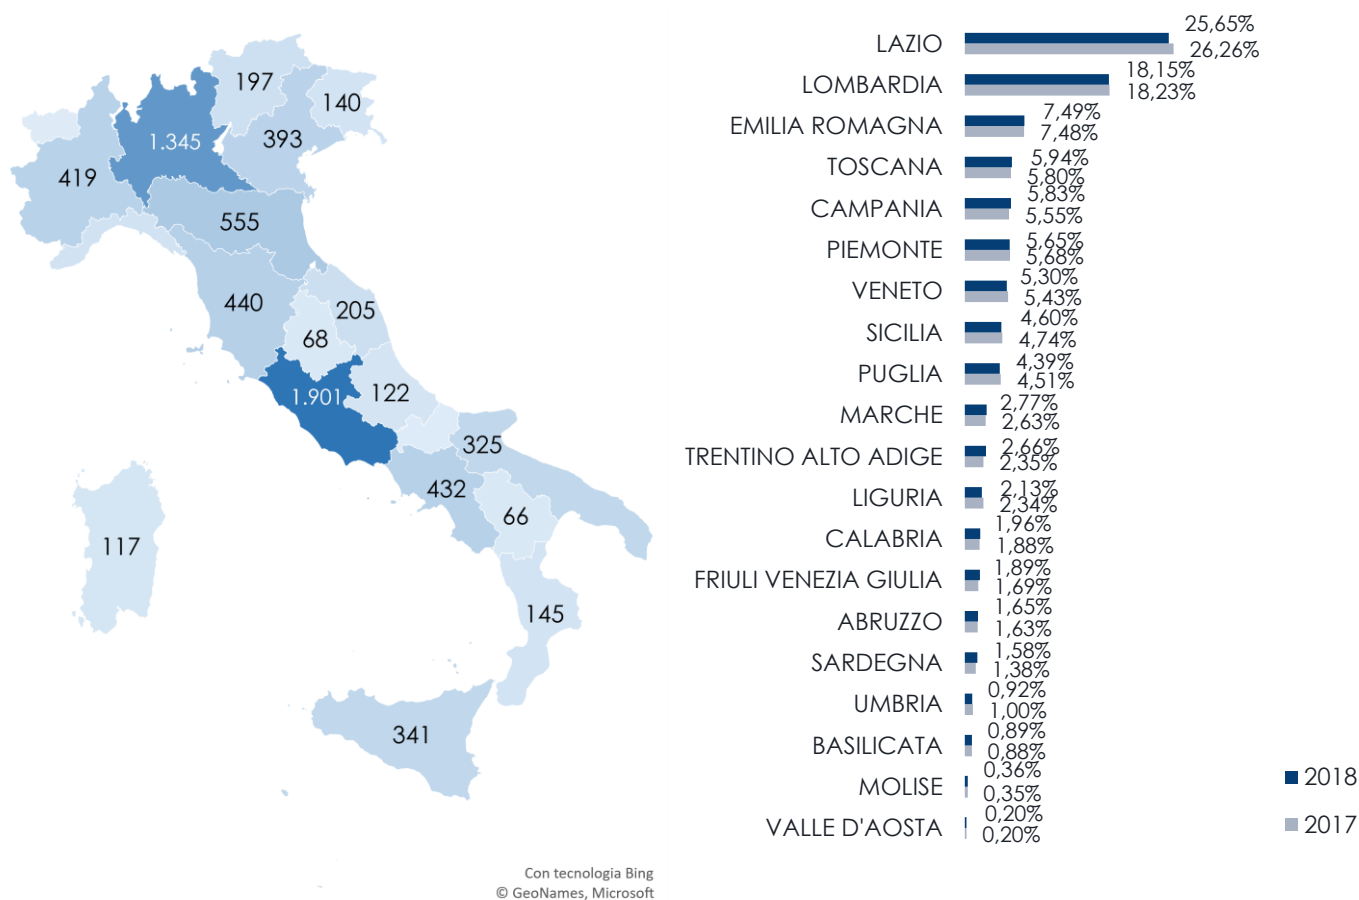 197
140
1.345
393
419
555
440
205
68
1.901
122
325
432
66
117
145
341
Con tecnologia Bing
© GeoNames, Microsoft
LAZIO
25,65%
26,26%
LOMBARDIA
18,15%
18,23%
EMILIA ROMAGNA
7,49%
7,48%
TOSCANA
5,94%
5,80%
CAMPANIA
5,83%
5,55%
PIEMONTE
5,65%
5,68%
VENETO
5,30%
5,43%
SICILIA
4,60%
4,74%
PUGLIA
4,39%
4,51%
MARCHE
2,77%
2,63%
TRENTINO ALTO ADIGE
2,66%
2,35%
LIGURIA
2,13%
2,34%
CALABRIA
1,96%
1,88%
FRIULI VENEZIA GIULIA
1,89%
1,69%
ABRUZZO
1,65%
1,63%
SARDEGNA
1,58%
1,38%
UMBRIA
0,92%
1,00%
BASILICATA
0,89%
0,88%
MOLISE
0,36%
0,35%
VALLE D'AOSTA
0,20%
0,20%
2018
2017